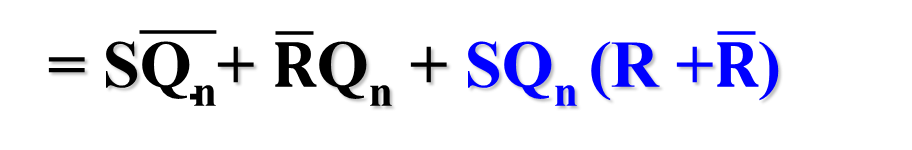 = SQ̅n̅ + R̅Qn + SQn (R + R̅)